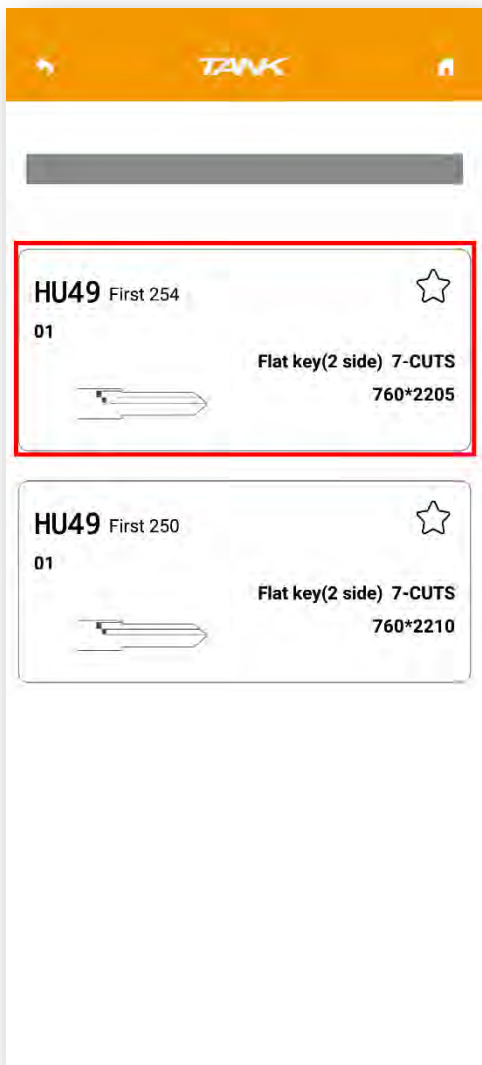 TANK
HU49 First 254
01
Flat key(2 side) 7-CUTS
760*2205
HU49 First 250
01
Flat key(2 side) 7-CUTS
760*2210